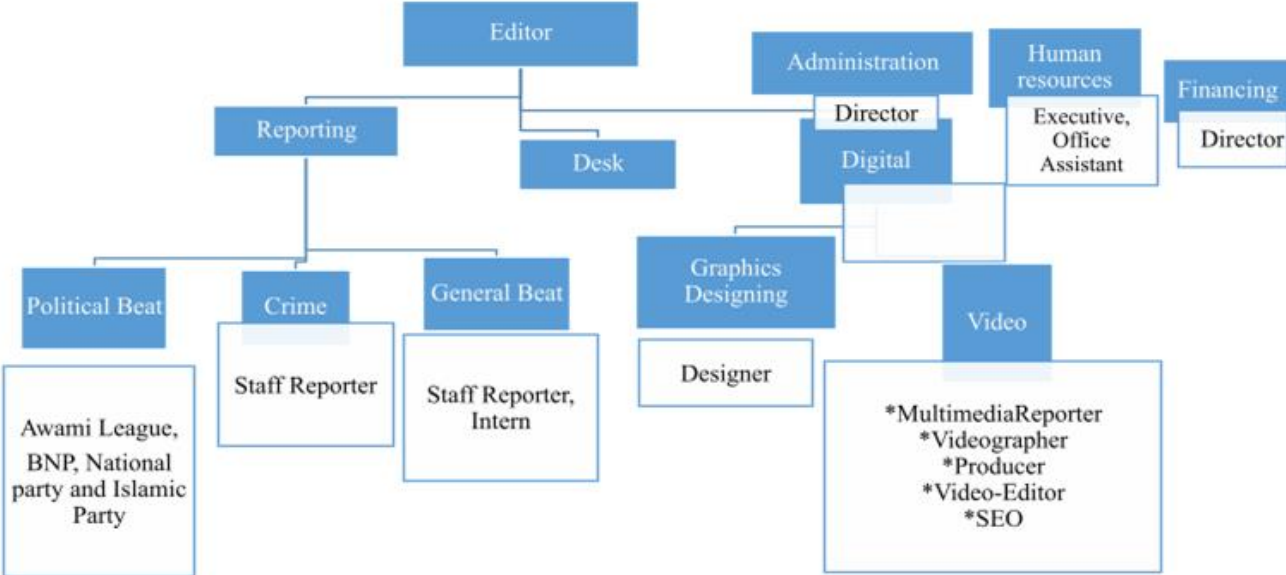 Editor
Administration
Director
Human
resources
Executive,
Office
Assistant
Financing
Director
Reporting
Desk
Digital
Political Beat
Awami League,
BNP, National
party and Islamic
Party
Crime
Staff Reporter
General Beat
Staff Reporter,
Intern
Graphics
Designing
Designer
Video
*MultimediaReporter
*Videographer
*Producer
*Video-Editor
*SEO